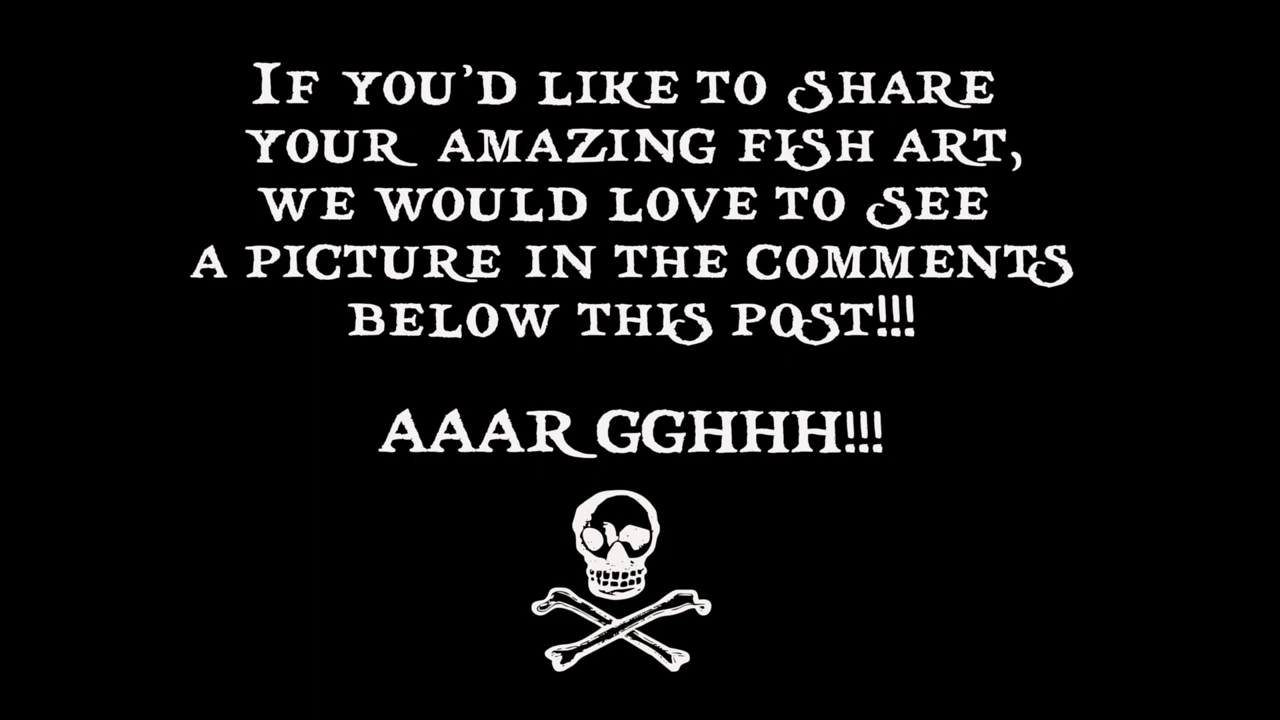 If you'd like to share
your amazing fish art,
we would love to see
a picture in the comments
below this post!!!
AAAR GGHHH!!!